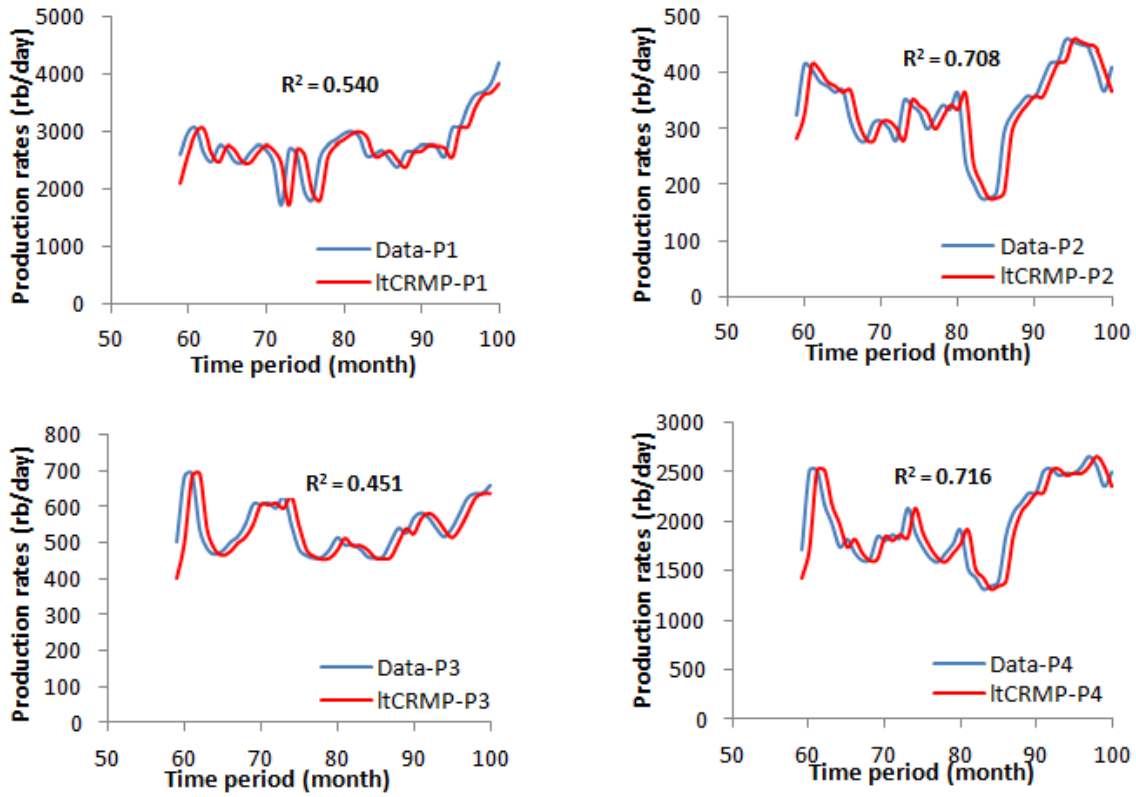 Production rates (rb/day)
5000
4000
3000
2000
1000
0
R² = 0.540
Data-P1
ltCRMP-P1
50 60 70 80 90 100
Time period (month)
Production rates (rb/day)
500
400
300
200
100
0
R² = 0.708
Data-P2
ltCRMP-P2
50 60 70 80 90 100
Time period (month)
Production rates (rb/day)
800
700
600
500
400
300
200
100
0
R² = 0.451
Data-P3
ltCRMP-P3
50 60 70 80 90 100
Time period (month)
Production rates (rb/day)
3000
2500
2000
1500
1000
500
0
R² = 0.716
Data-P4
ltCRMP-P4
50 60 70 80 90 100
Time period (month)